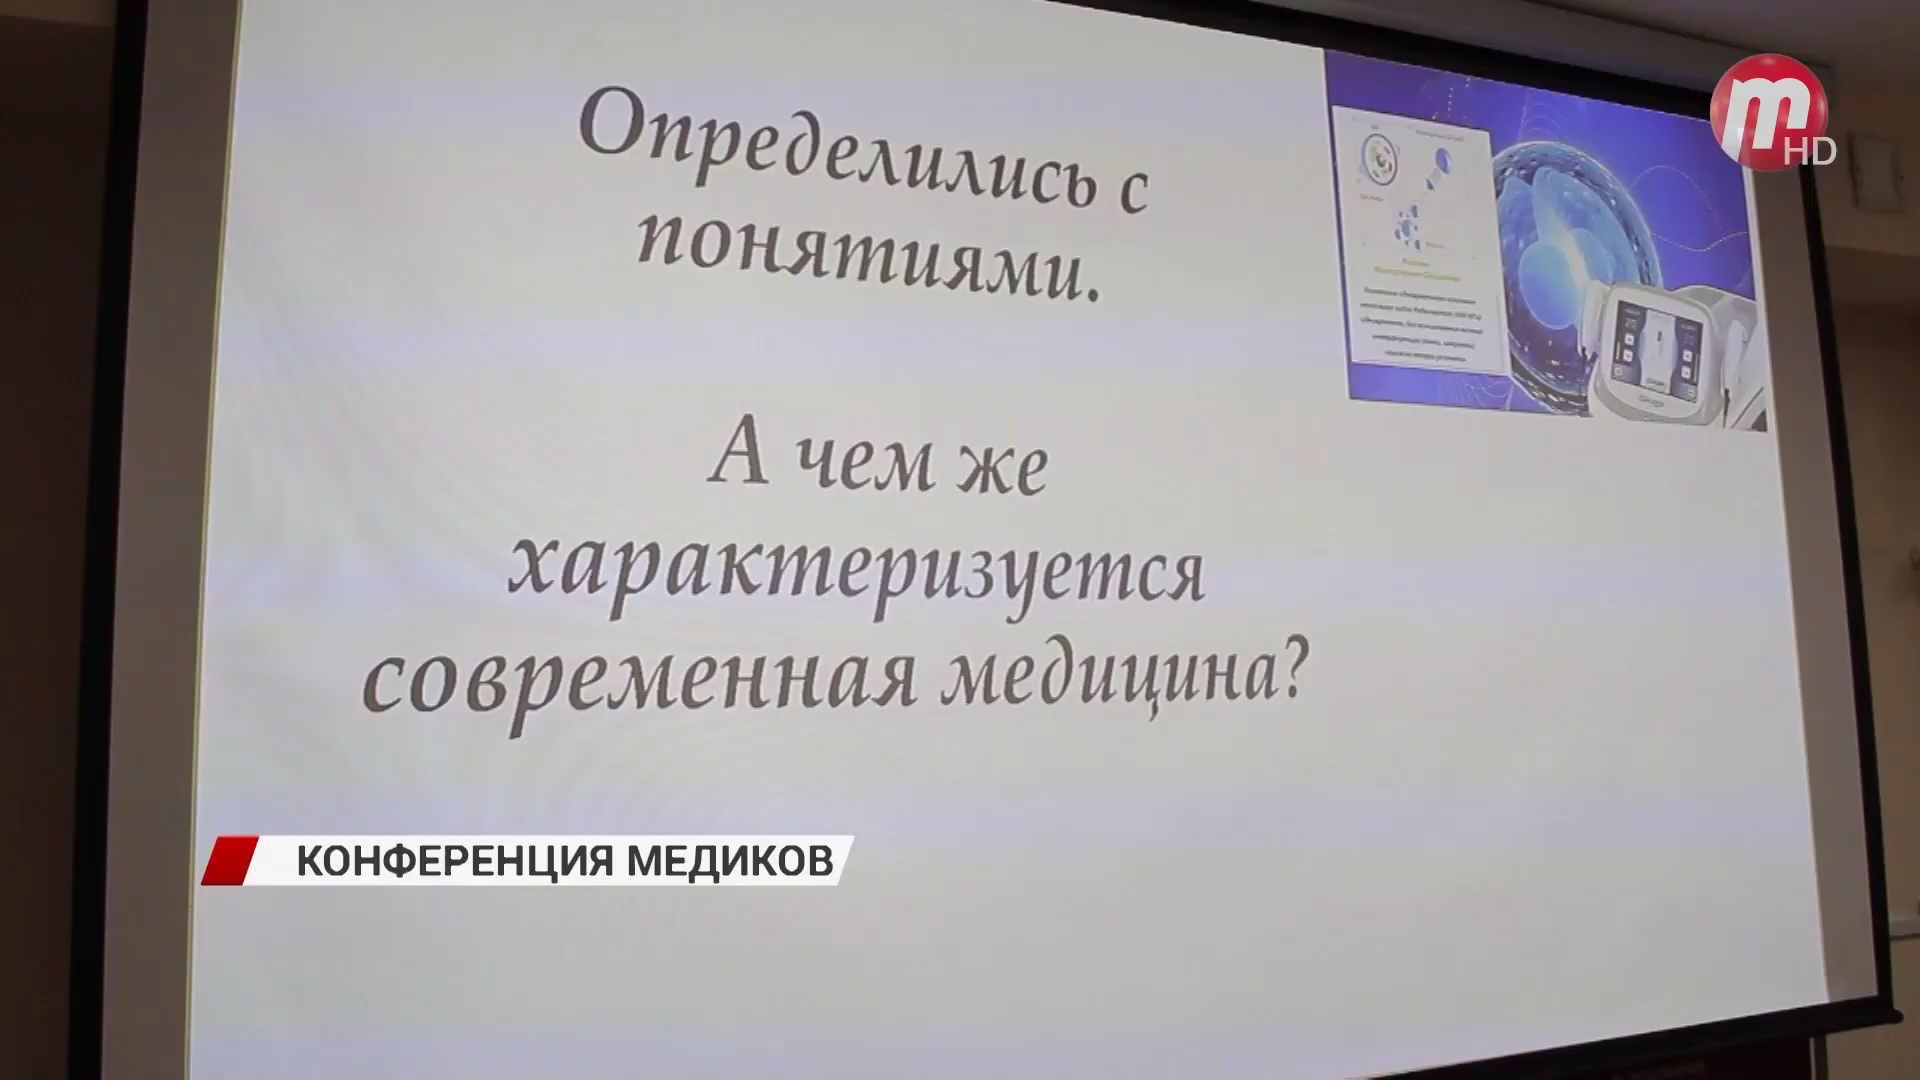 Определились с
понятиями.
А чем же
характеризуется
современная медицина?
m HD
КОНФЕРЕНЦИЯ МЕДИКОВ